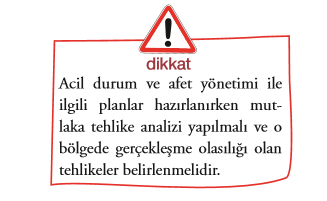 dikkat
Acil durum ve afet yönetimi ile
ilgili planlar hazırlanırken mut-
laka tehlike analizi yapılmalı ve o
bölgede gerçekleşme olasılığı olan
tehlikeler belirlenmelidir.